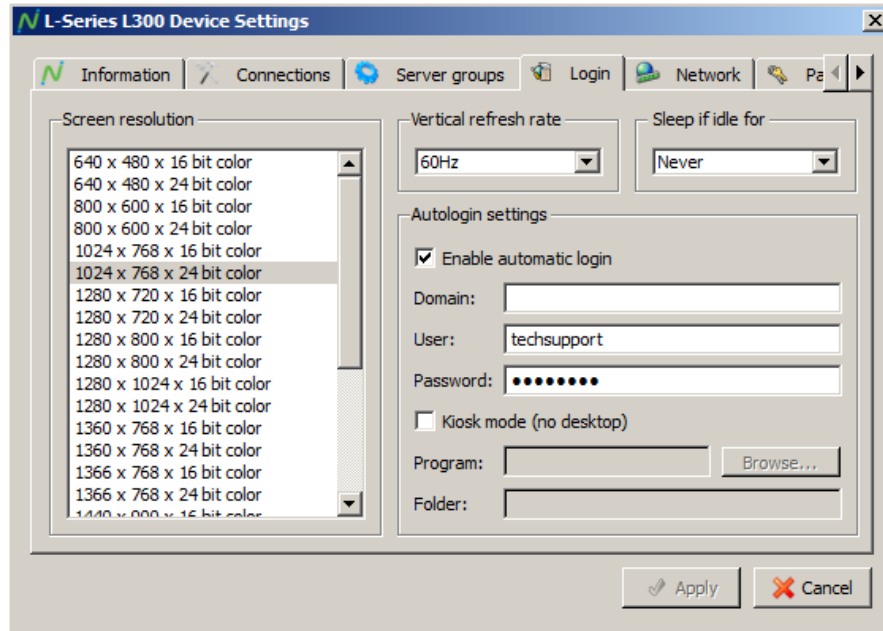 L-Series L300 Device Settings
Information Connections Server groups Login Network Pa
Screen resolution
640 x 480 x 16 bit color
640 x 480 x 24 bit color
800 x 600 x 16 bit color
800 x 600 x 24 bit color
1024 x 768 x 16 bit color
1024 x 768 x 24 bit color
1280 x 720 x 16 bit color
1280 x 720 x 24 bit color
1280 x 800 x 16 bit color
1280 x 800 x 24 bit color
1280 x 1024 x 16 bit color
1280 x 1024 x 24 bit color
1360 x 768 x 16 bit color
1360 x 768 x 24 bit color
1366 x 768 x 16 bit color
1366 x 768 x 24 bit color
1440 x 900 x 16 bit color
Vertical refresh rate
60Hz
Sleep if idle for
Never
Autologin settings
Enable automatic login
Domain:
User: techsupport
Password: ●●●●●●●●
Kiosk mode (no desktop)
Program: Browse...
Folder:
Apply Cancel